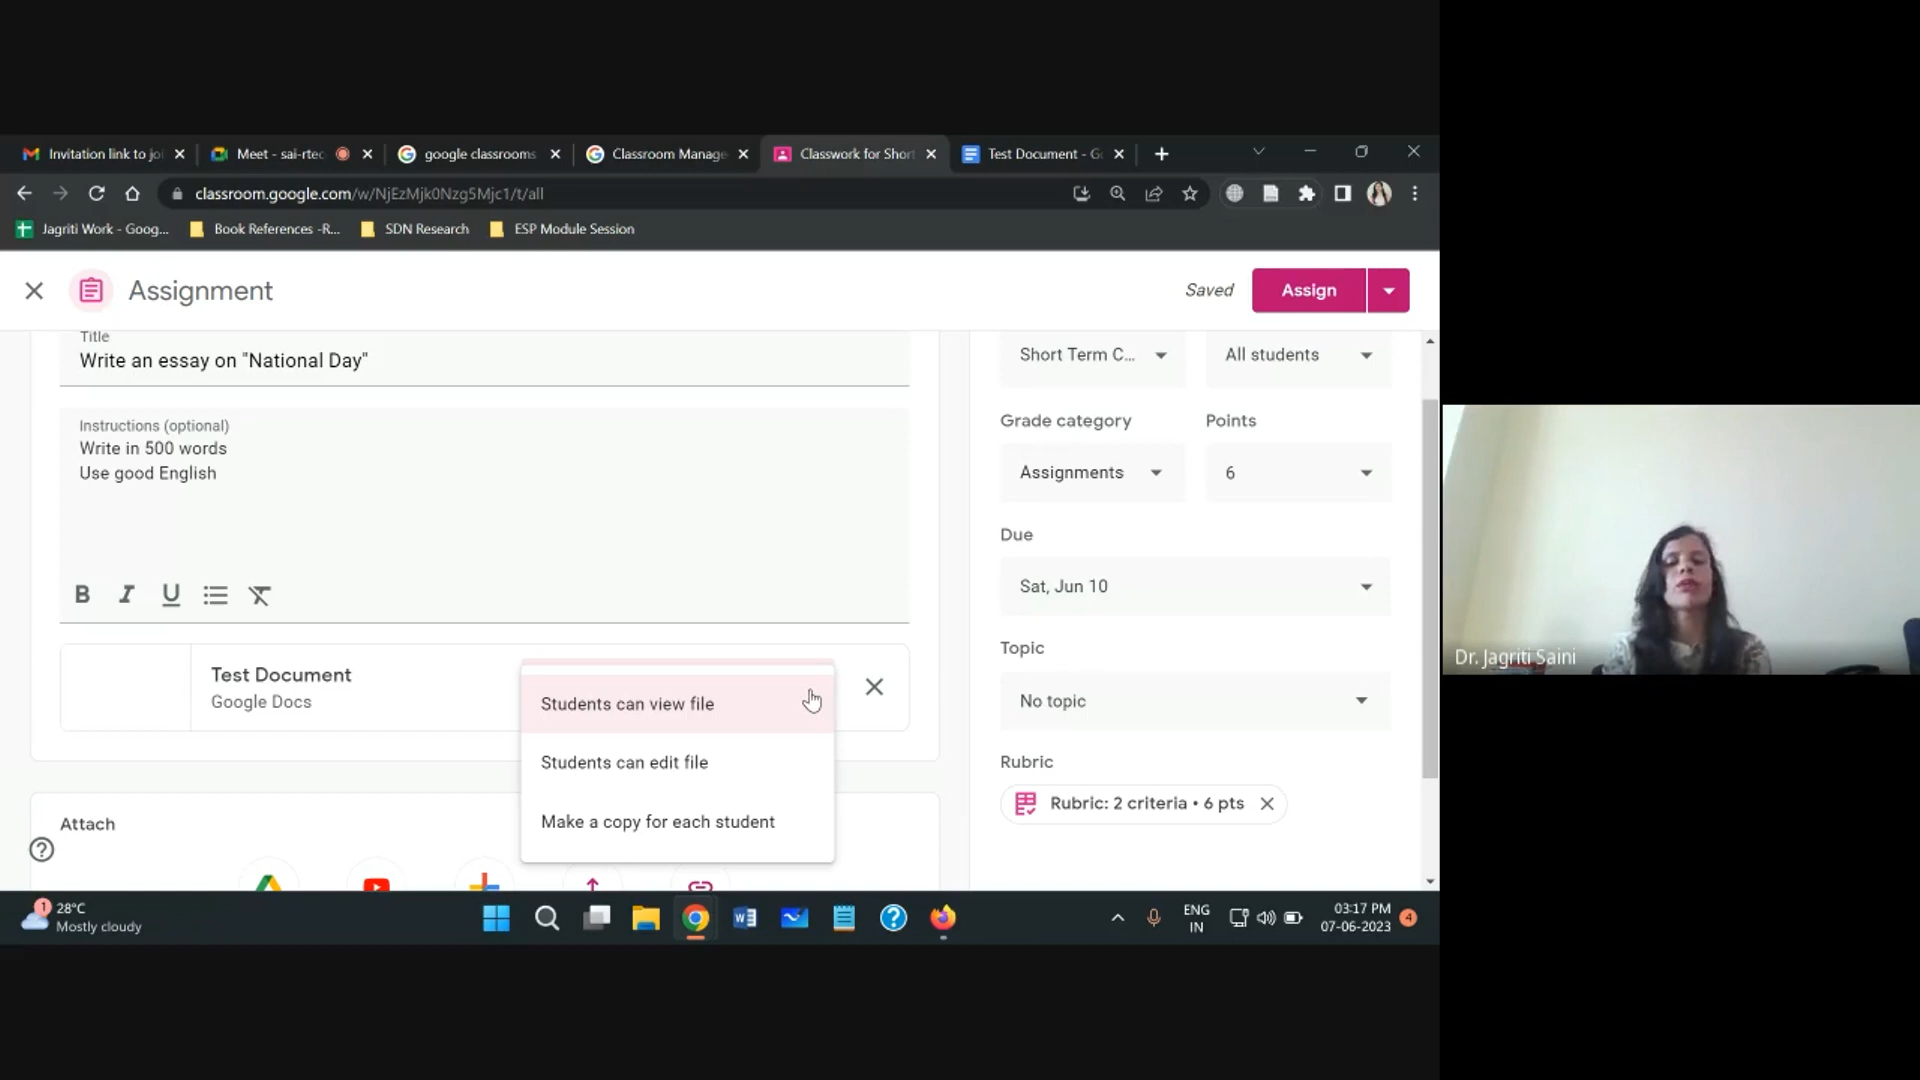 Invitation link to joi
Meet - sai-rtec
google classrooms
Classroom Manage
Classwork for Short
Test Document - Go
classroom.google.com/w/NjEzMjk0Nzg5Mjc1/t/all
Jagriti Work - Goog...
Book References -R...
SDN Research
ESP Module Session
Assignment
Saved
Assign
Title
Write an essay on "National Day"
Instructions (optional)
Write in 500 words
Use good English
B I U
Test Document
Google Docs
Students can view file
Students can edit file
Make a copy for each student
Attach
Short Term C...
All students
Grade category
Points
Assignments
6
Due
Sat, Jun 10
Topic
No topic
Rubric
Rubric: 2 criteria • 6 pts
Dr. Jagriti Saini
1
28°C
Mostly cloudy
ENG
IN
03:17 PM
07-06-2023
4